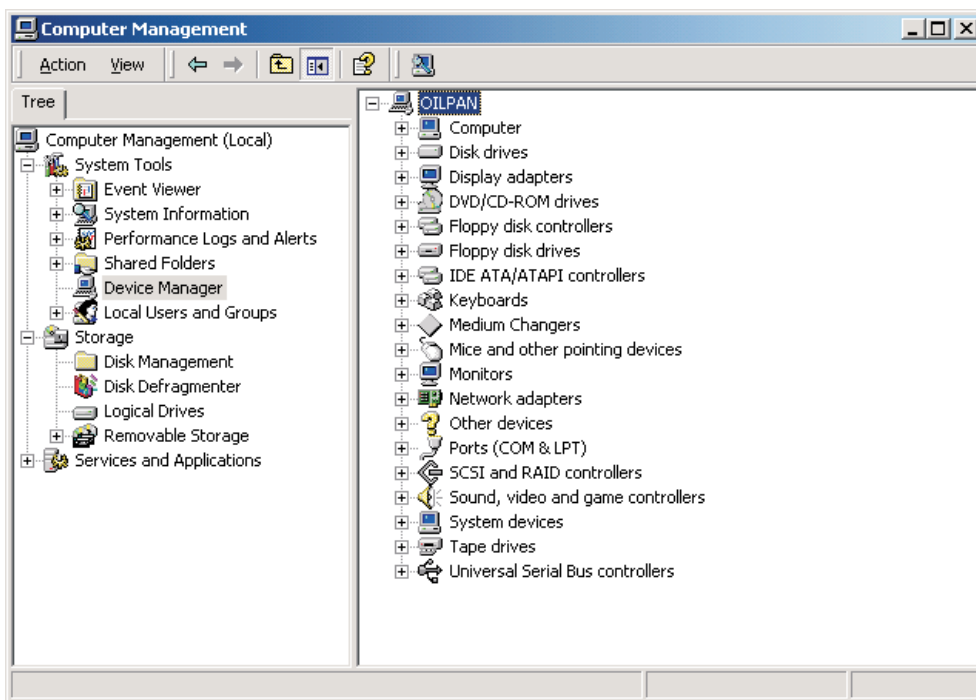 Computer Management
Action View
Tree
Computer Management (Local)
System Tools
Event Viewer
System Information
Performance Logs and Alerts
Shared Folders
Device Manager
Local Users and Groups
Storage
Disk Management
Disk Defragmenter
Logical Drives
Removable Storage
Services and Applications
OILPAN
Computer
Disk drives
Display adapters
DVD/CD-ROM drives
Floppy disk controllers
Floppy disk drives
IDE ATA/ATAPI controllers
Keyboards
Medium Changers
Mice and other pointing devices
Monitors
Network adapters
Other devices
Ports (COM & LPT)
SCSI and RAID controllers
Sound, video and game controllers
System devices
Tape drives
Universal Serial Bus controllers